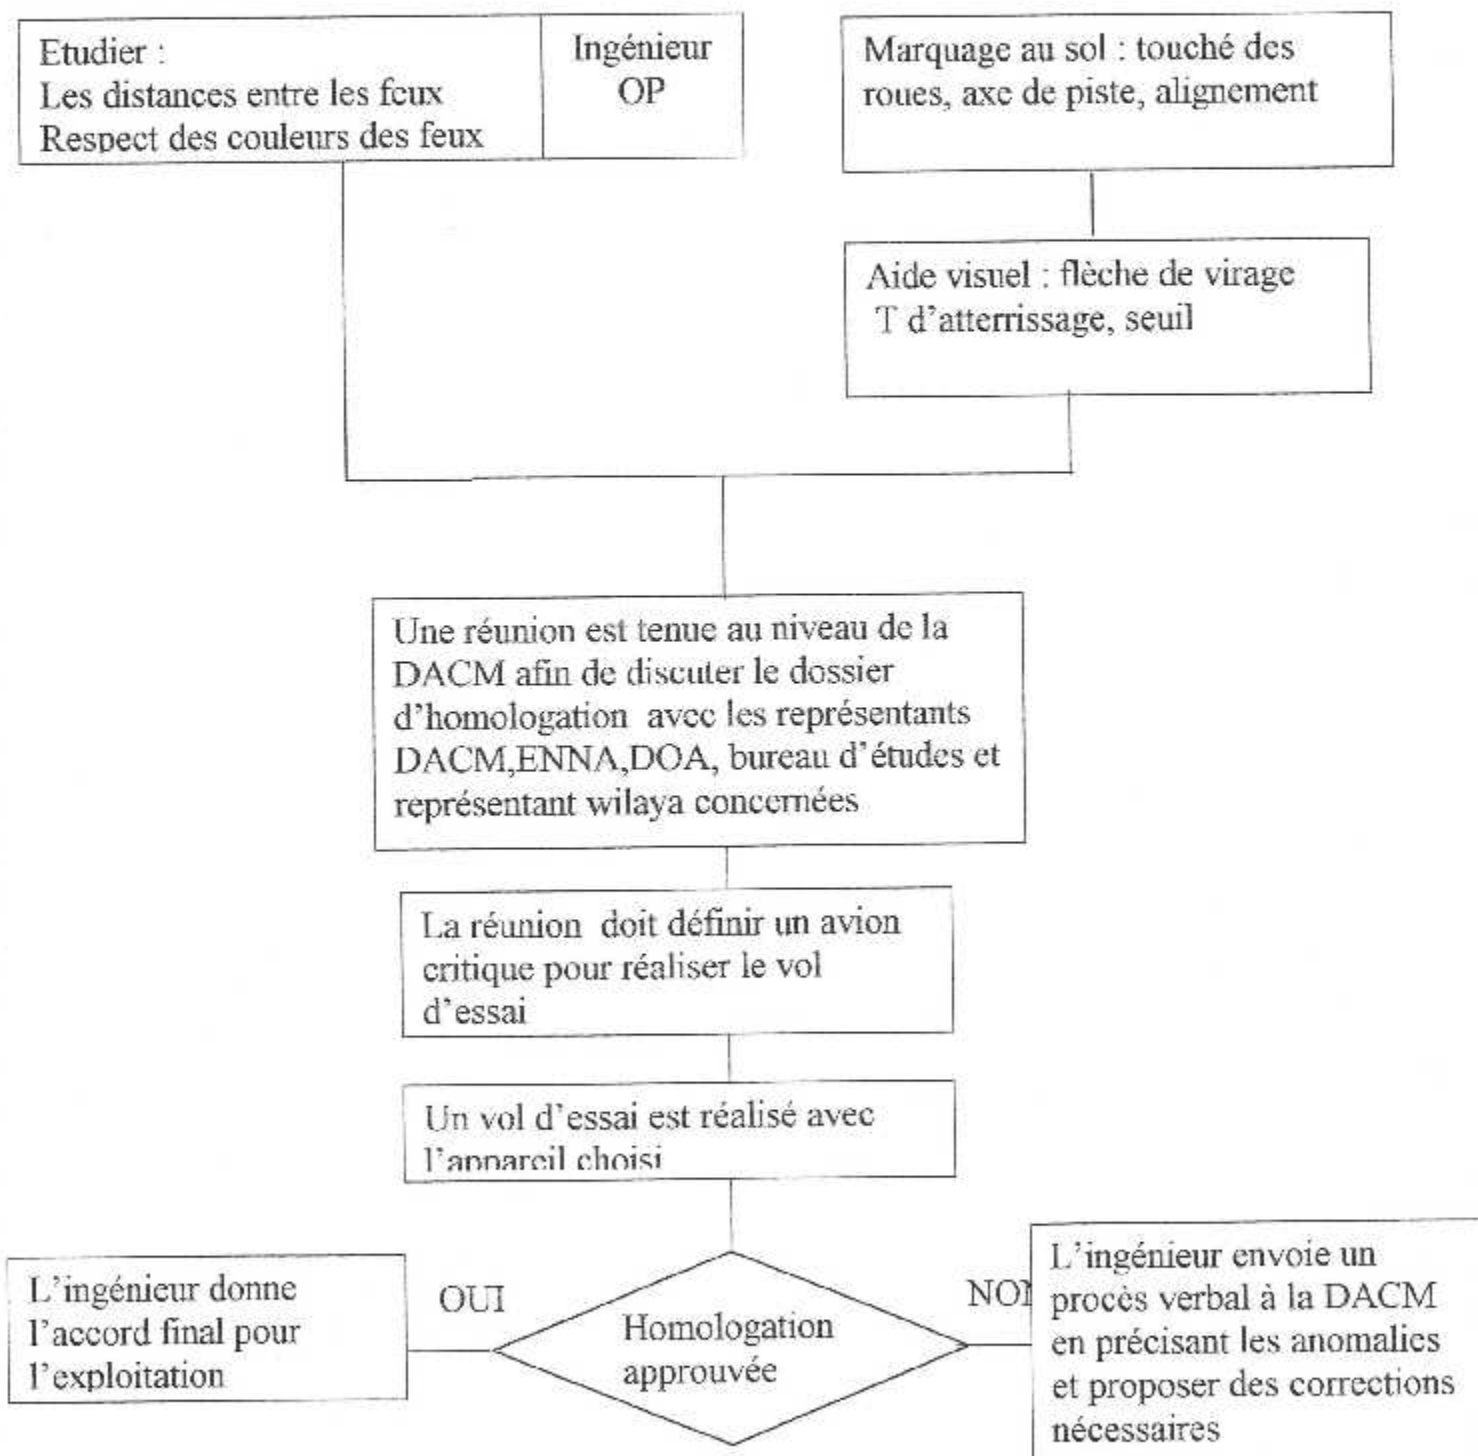 Etudier :
Les distances entre les feux
Respect des couleurs des feux
Ingénieur
OP
Marquage au sol : touché des
roues, axe de piste, alignement
Aide visuel : flèche de virage
T d'atterrissage, seuil
Une réunion est tenue au niveau de la
DACM afin de discuter le dossier
d'homologation avec les représentants
DACM,ENNA,DOA, bureau d'études et
représentant wilaya concernées
La réunion doit définir un avion
critique pour réaliser le vol
d'essai
Un vol d'essai est réalisé avec
l'appareil choisi
L'ingénieur donne
l'accord final pour
l'exploitation
OUI
Homologation
approuvée
NON
L'ingénieur envoie un
procès verbal à la DACM
en précisant les anomalies
et proposer des corrections
nécessaires